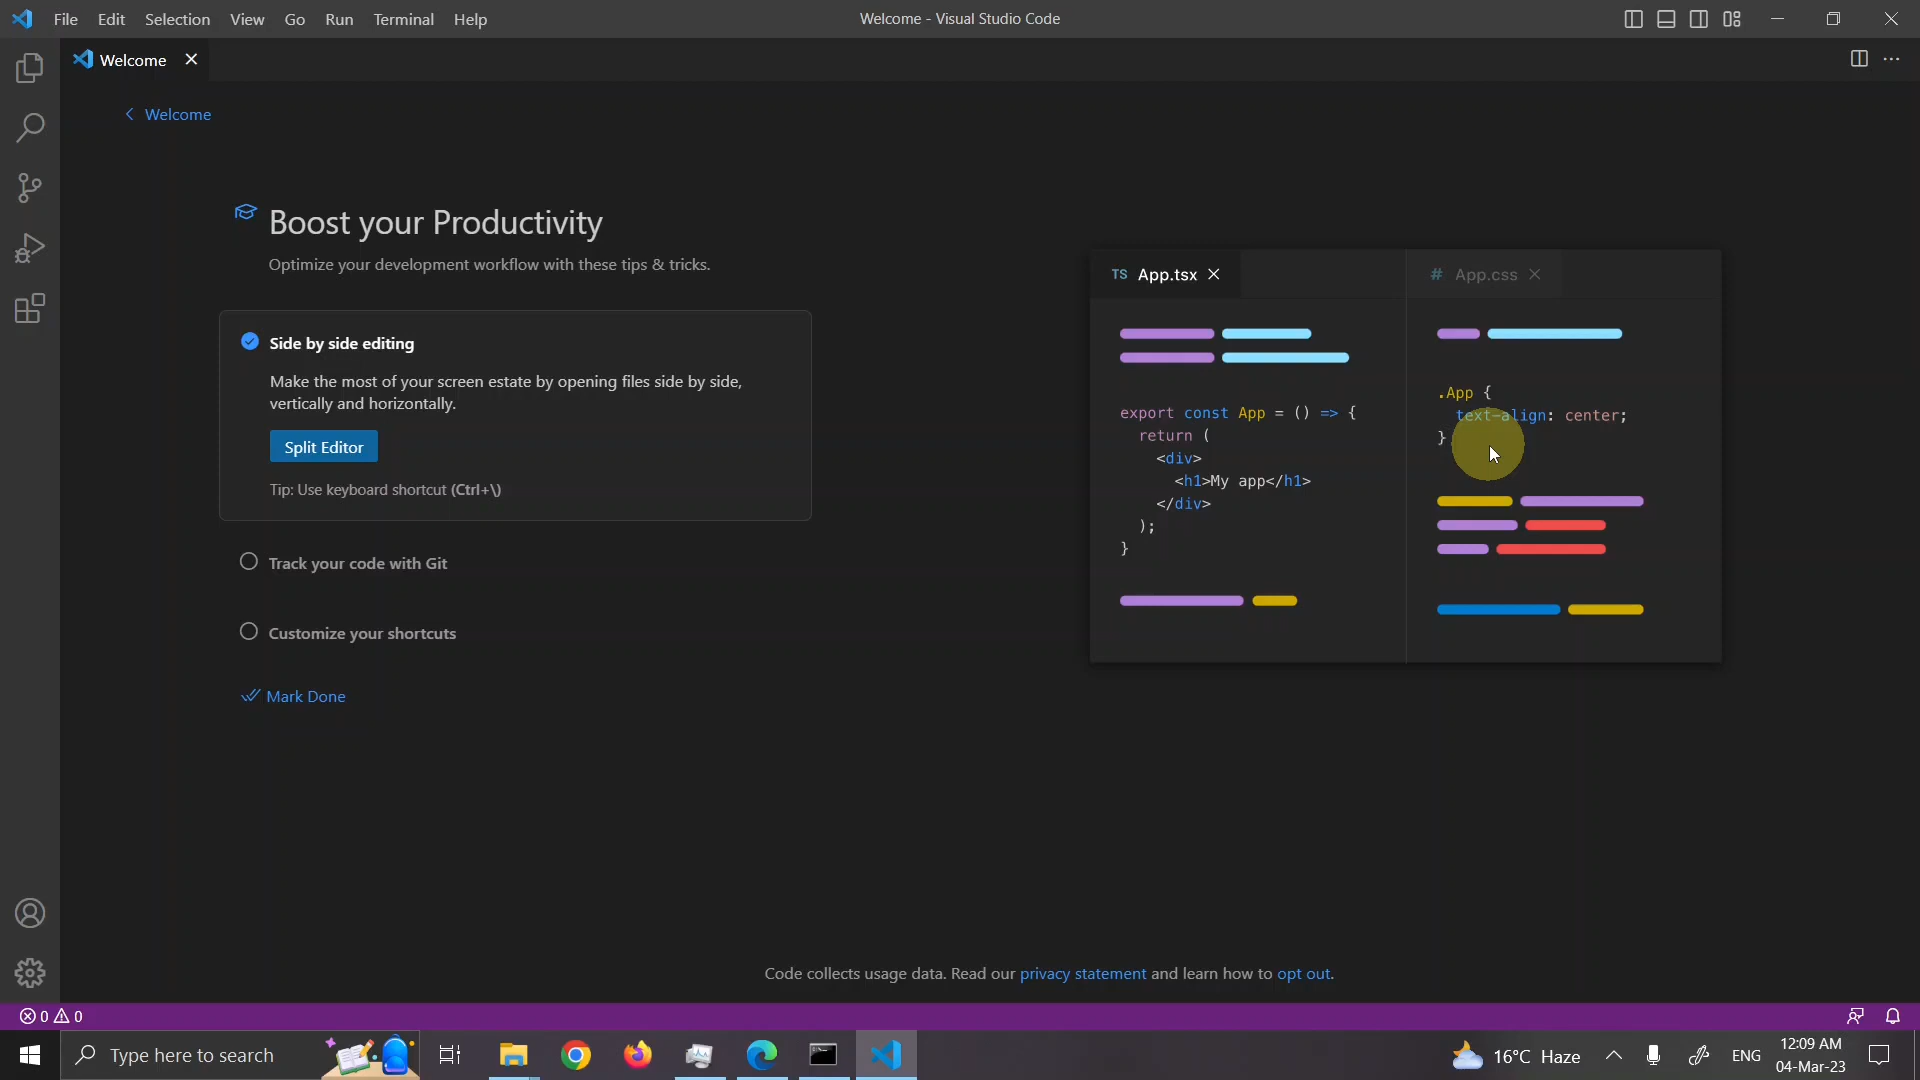 File Edit Selection View Go Run Terminal Help
Welcome - Visual Studio Code
Welcome
Welcome
Boost your Productivity
Optimize your development workflow with these tips & tricks.
Side by side editing
Make the most of your screen estate by opening files side by side,
vertically and horizontally.
Split Editor
Tip: Use keyboard shortcut (Ctrl+\)
Track your code with Git
Customize your shortcuts
Mark Done
TS App.tsx
export const App = () => {
return (
<div>
<h1>My app</h1>
</div>
);
}
# App.css
.App {
text-align: center;
}
Code collects usage data. Read our privacy statement and learn how to opt out.
0 0
Type here to search
16°C Haze
ENG
12:09 AM
04-Mar-23